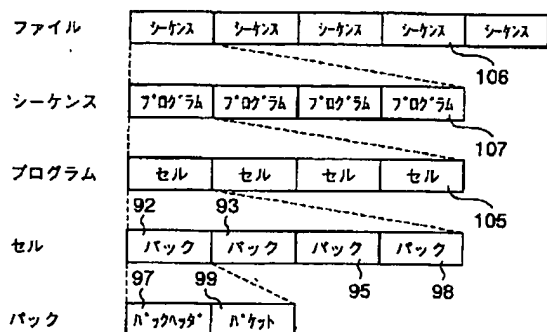 ファイル シーケンス シーケンス シーケンス シーケンス シーケンス
106
シーケンス プログラム プログラム プログラム プログラム
107
プログラム セル セル セル セル
105
92 93
セル パック パック パック パック
97 99 95 98
パック パックヘッダ パケット